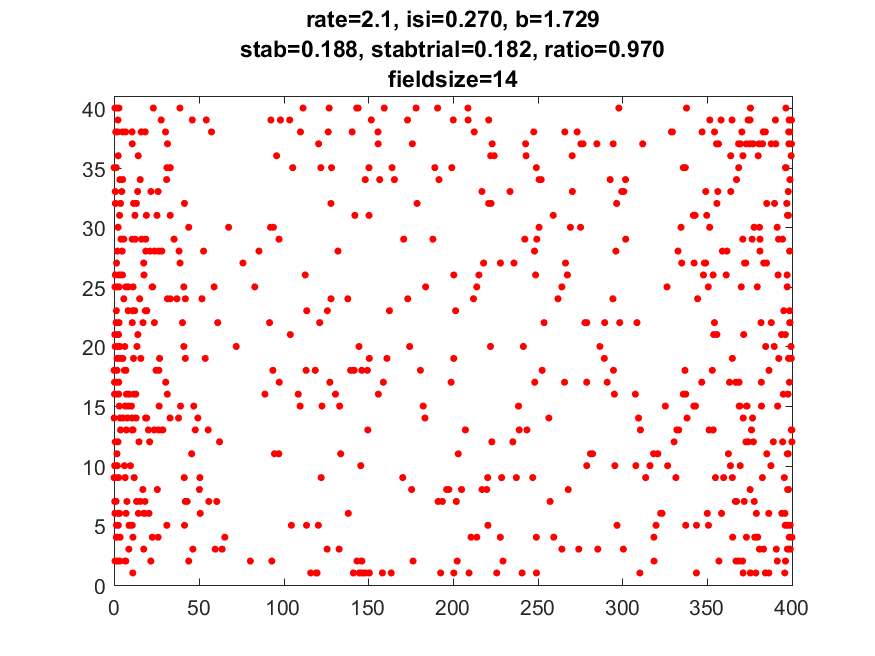 rate=2.1, isi=0.270, b=1.729
stab=0.188, stabtrial=0.182, ratio=0.970
fieldsize=14
40
35
30
25
20
15
10
5
0
0 50 100 150 200 250 300 350 400